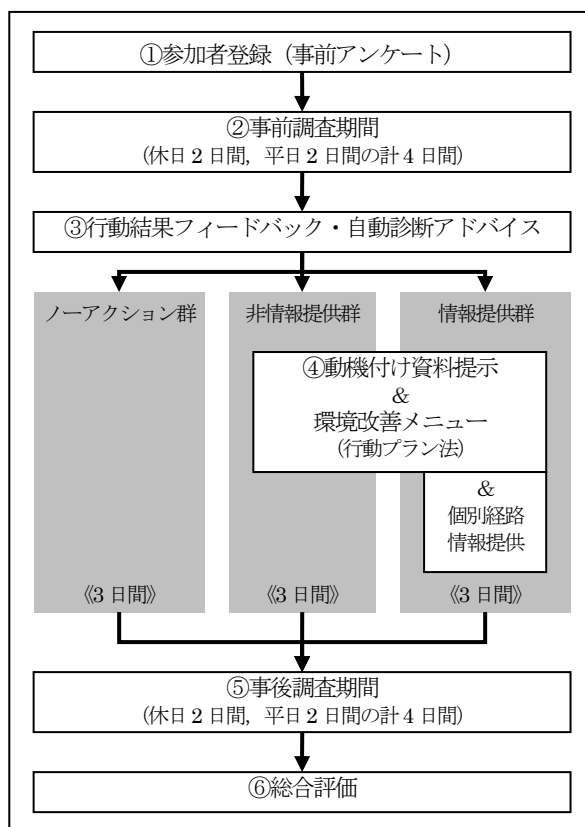 ①参加者登録（事前アンケート）
②事前調査期間
（休日２日間，平日２日間の計４日間）
③行動結果フィードバック・自動診断アドバイス
ノーアクション群
非情報提供群
情報提供群
④動機付け資料提示
＆
環境改善メニュー
（行動プラン法）
＆
個別経路
情報提供
《3 日間》
《3 日間》
《3 日間》
⑤事後調査期間
（休日２日間，平日２日間の計４日間）
⑥総合評価